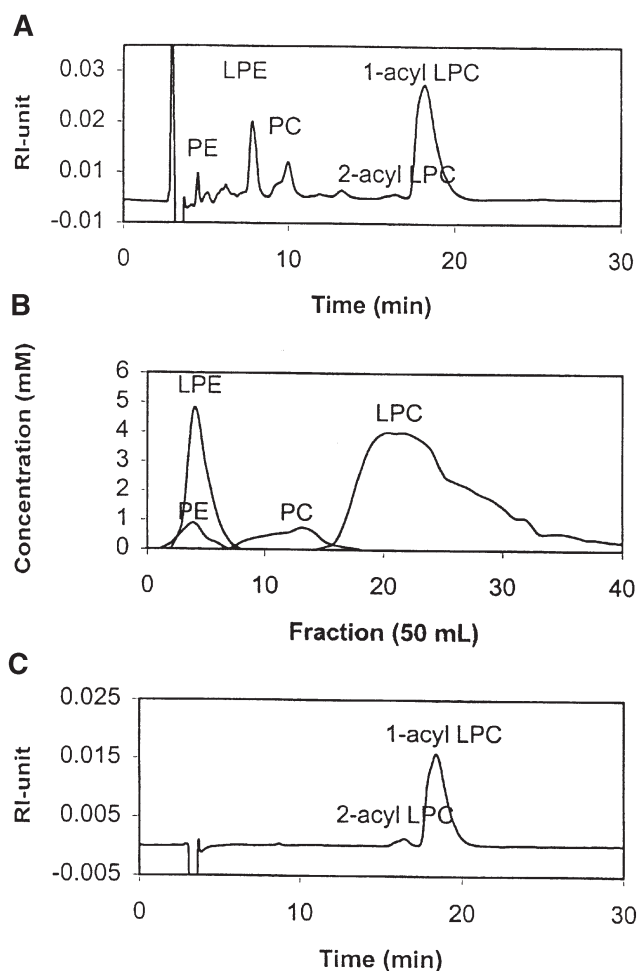 A
0.03
LPE
1-acyl LPC
0.02
PC
PE
0.01
2-acyl LPC
-0.01
RI-unit
0
10
20
30
Time (min)
B
6
LPE
5
LPC
4
3
2
PE
PC
1
0
Concentration (mM)
0
10
20
30
40
Fraction (50 mL)
C
0.025
1-acyl LPC
0.015
2-acyl LPC
0.005
-0.005
RI-unit
0
10
20
30
Time (min)